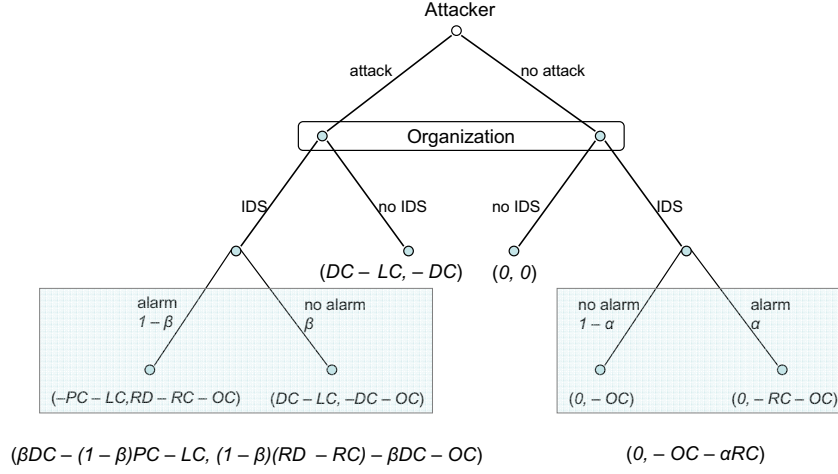 Attacker
attack
no attack
Organization
IDS
no IDS
no IDS
IDS
(DC – LC, – DC)
(0, 0)
alarm
1 – β
no alarm
β
no alarm
1 – α
alarm
α
(–PC – LC,RD – RC – OC)
(DC – LC, –DC – OC)
(0, – OC)
(0, – RC – OC)
(βDC – (1 – β)PC – LC, (1 – β)(RD – RC) – βDC – OC)
(0, – OC – αRC)